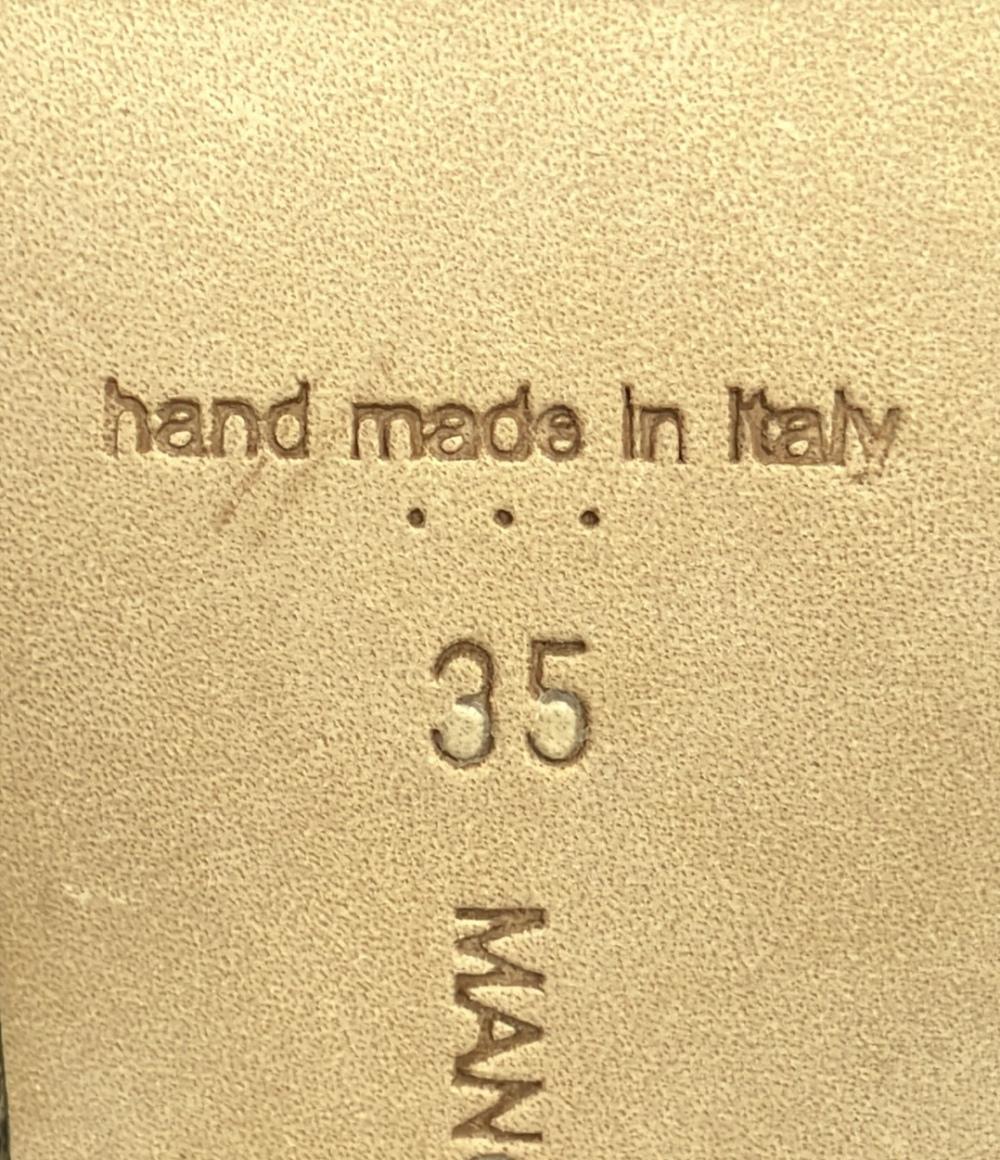 hand made in Italy
• • •
35
MAN